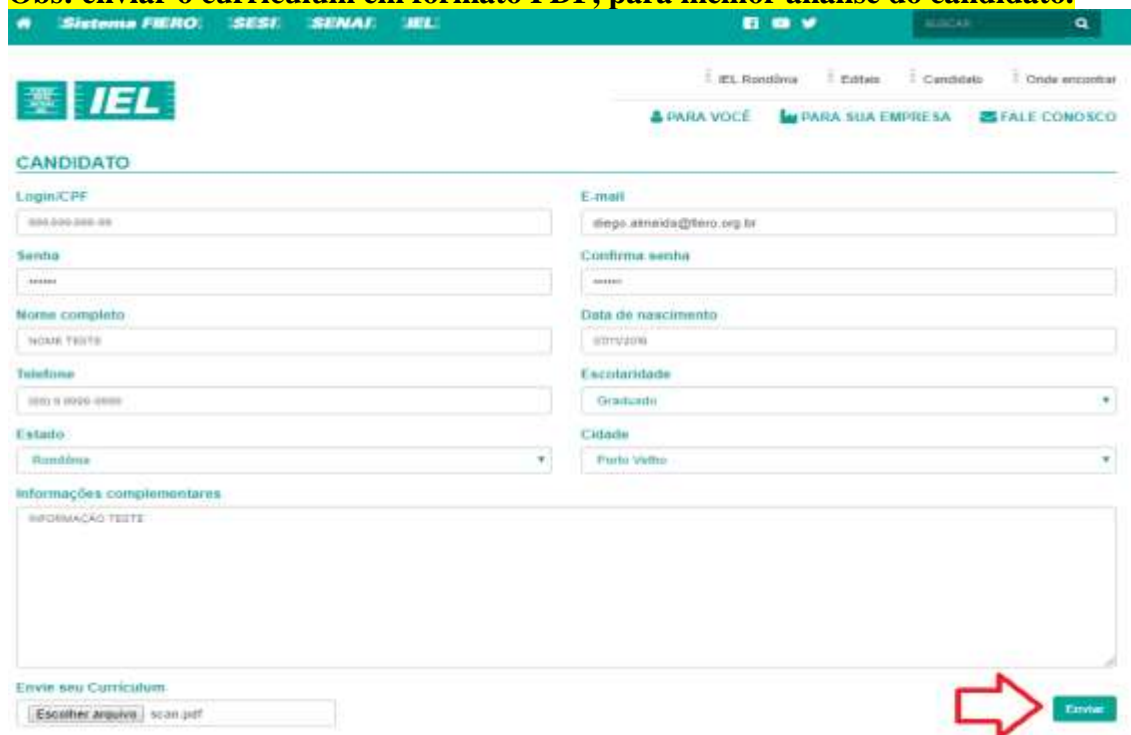 Obs: enviar o curriculum em formato PDF, para melhor análise do candidato.
Sistema FIERO SESI SENAI IEL
BUSCAR
IEL Rondônia Editais Candidato Onde encontrar
IEL
PARA VOCÊ PARA SUA EMPRESA FALE CONOSCO
CANDIDATO
Login/CPF E-mail
diego.almeida@fiero.org.br
Senha Confirma senha
Nome completo Data de nascimento
NOME TESTE
Telefone Escolaridade
Graduado
Estado Cidade
Rondônia Porto Velho
Informações complementares
INFORMAÇÃO TESTE
Envie seu Curriculum
Escolher arquivo scan.pdf
Enviar